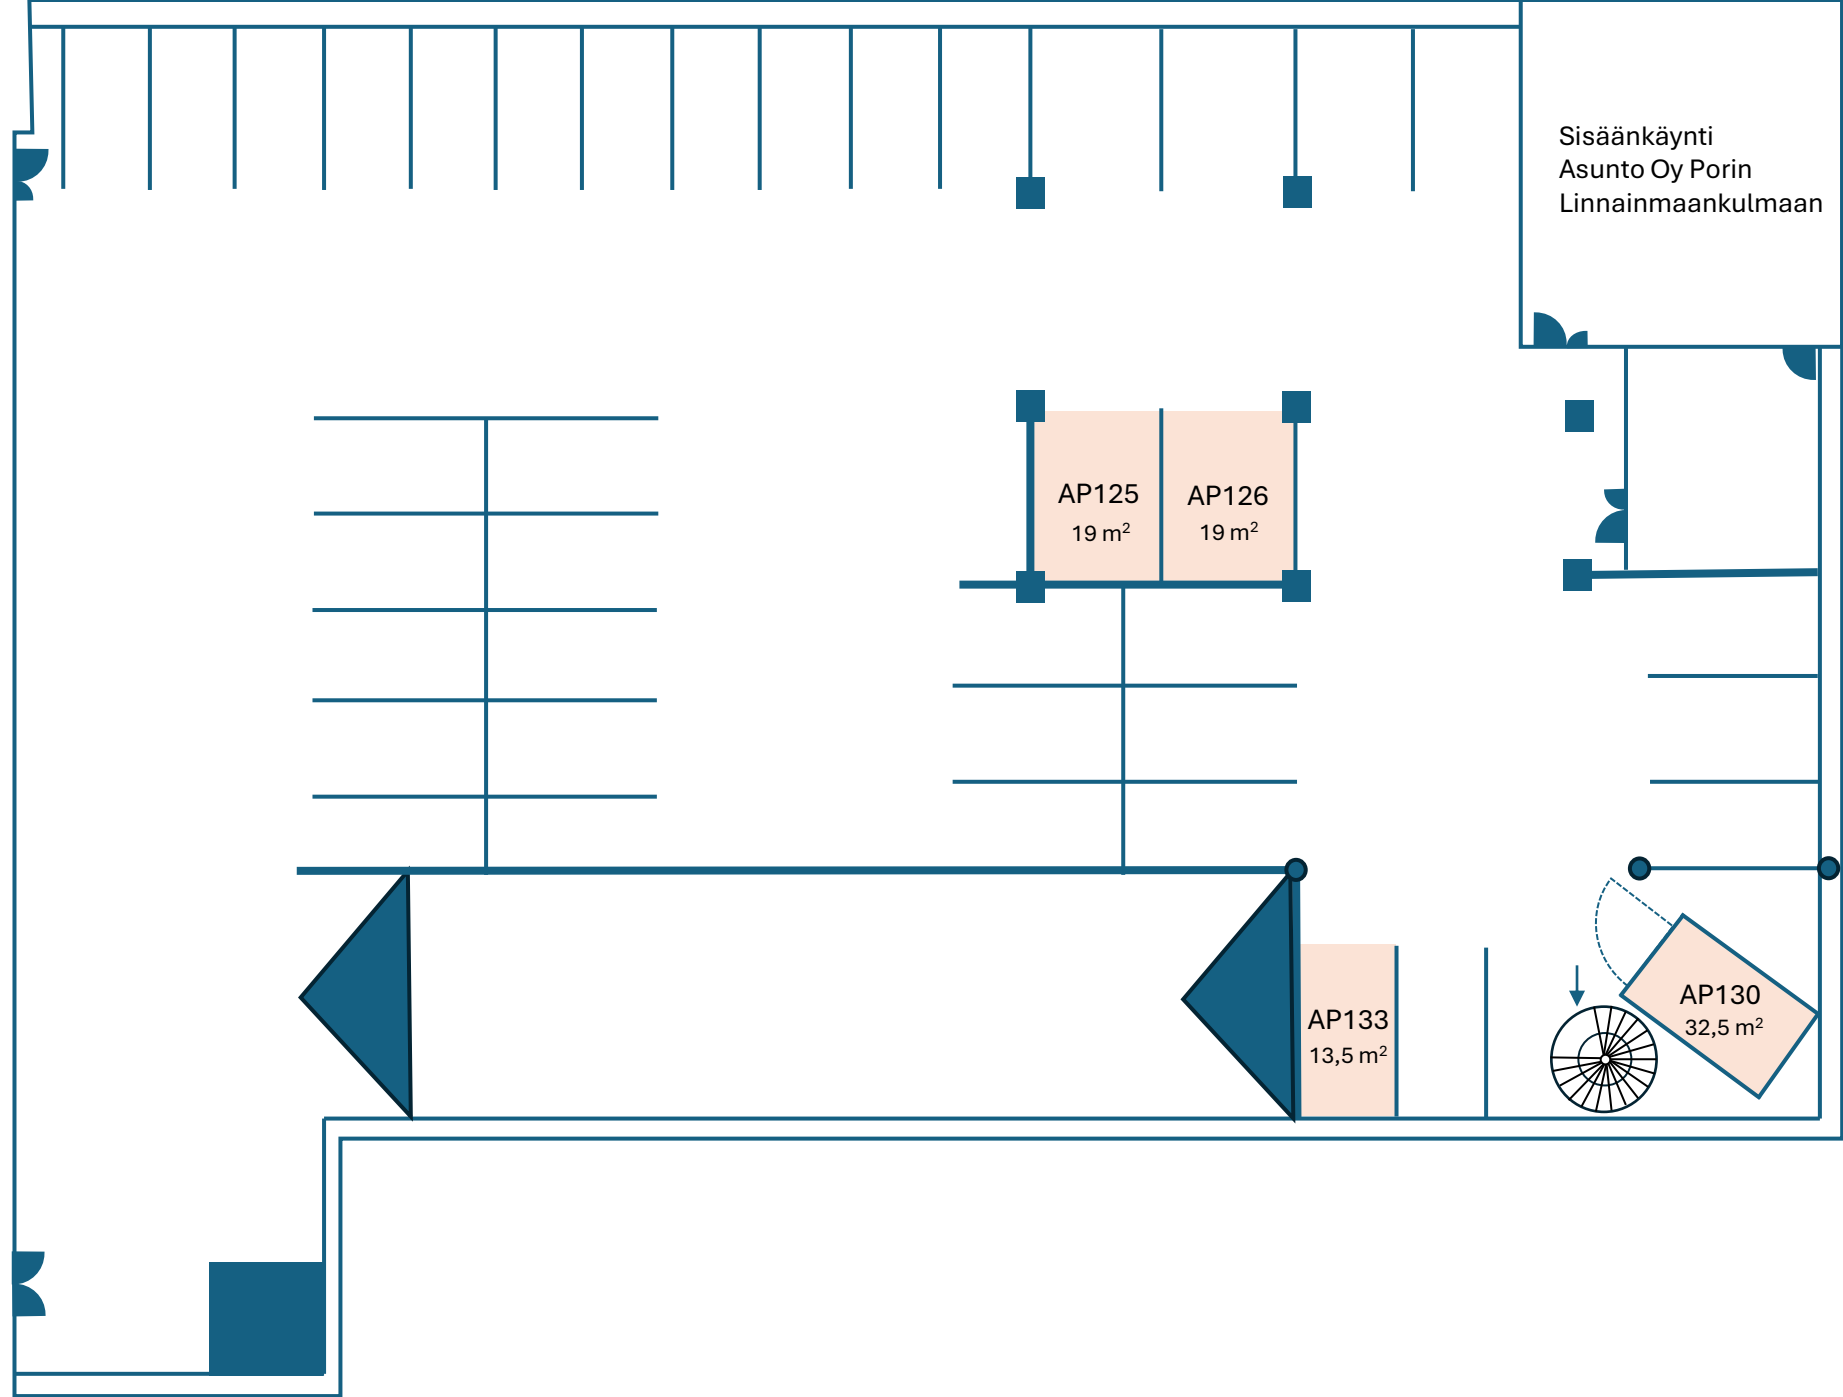 Sisäänkäynti
Asunto Oy Porin
Linnainmaankulmaan
AP125
19 m²
AP126
19 m²
AP133
13,5 m²
AP130
32,5 m²